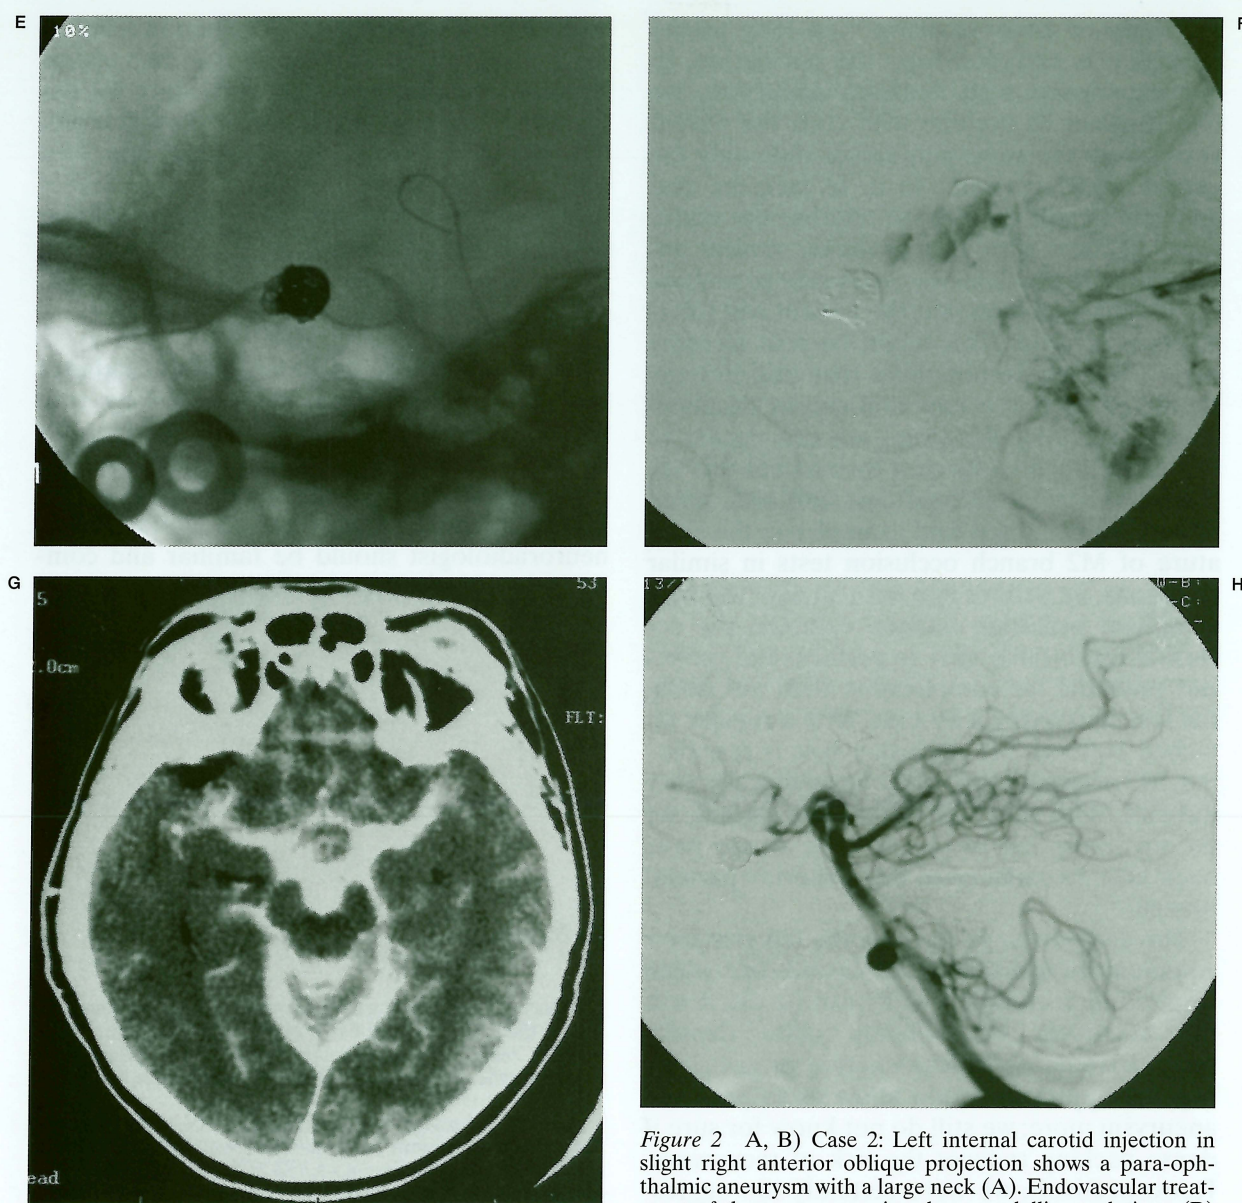 E
10%
F
G
5
.0cm
53
FLT:
ead
H
13/
W-B:
-C:
Figure 2 A, B) Case 2: Left internal carotid injection in
slight right anterior oblique projection shows a para-oph-
thalmic aneurysm with a large neck (A). Endovascular treat-